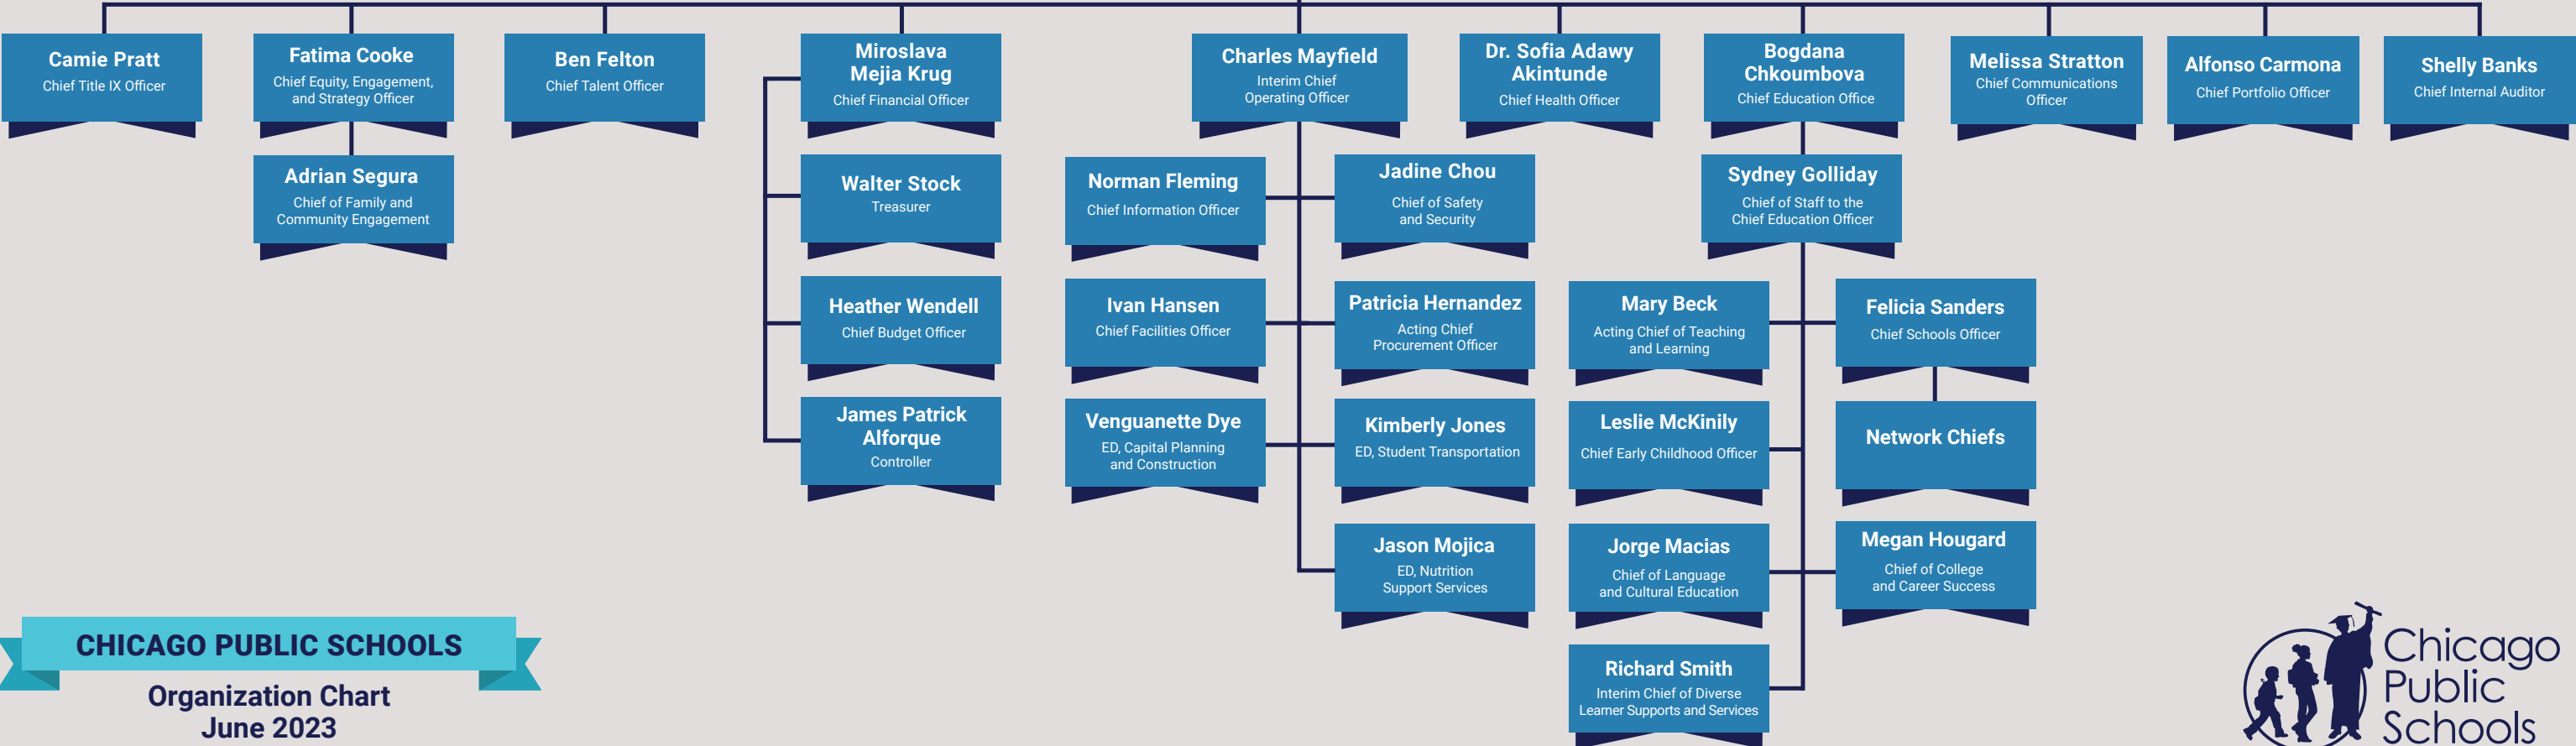 Camie Pratt
Chief Title IX Officer
Fatima Cooke
Chief Equity, Engagement,
and Strategy Officer
Ben Felton
Chief Talent Officer
Miroslava
Mejia Krug
Chief Financial Officer
Charles Mayfield
Interim Chief
Operating Officer
Dr. Sofia Adawy
Akintunde
Chief Health Officer
Bogdana
Chkoumbova
Chief Education Office
Melissa Stratton
Chief Communications
Officer
Alfonso Carmona
Chief Portfolio Officer
Shelly Banks
Chief Internal Auditor
Adrian Segura
Chief of Family and
Community Engagement
Walter Stock
Treasurer
Norman Fleming
Chief Information Officer
Jadine Chou
Chief of Safety
and Security
Sydney Golliday
Chief of Staff to the
Chief Education Officer
Heather Wendell
Chief Budget Officer
Ivan Hansen
Chief Facilities Officer
Patricia Hernandez
Acting Chief
Procurement Officer
Mary Beck
Acting Chief of Teaching
and Learning
Felicia Sanders
Chief Schools Officer
James Patrick
Alforque
Controller
Venguanette Dye
ED, Capital Planning
and Construction
Kimberly Jones
ED, Student Transportation
Leslie McKinily
Chief Early Childhood Officer
Network Chiefs
Jason Mojica
ED, Nutrition
Support Services
Jorge Macias
Chief of Language
and Cultural Education
Megan Hougard
Chief of College
and Career Success
Richard Smith
Interim Chief of Diverse
Learner Supports and Services
CHICAGO PUBLIC SCHOOLS
Organization Chart
June 2023
Chicago
Public
Schools